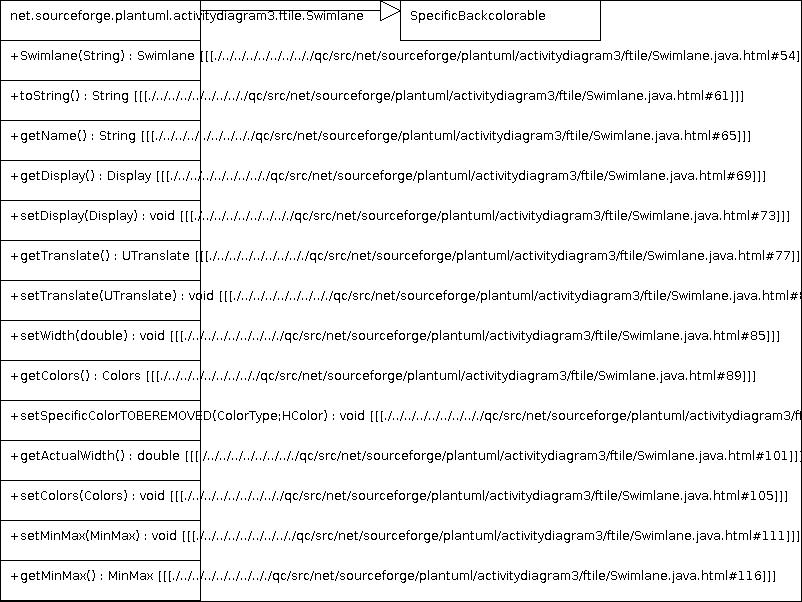 net.sourceforge.plantuml.activitydiagram3.ftile.Swimlane
SpecificBackcolorable
+Swimlane(String) : Swimlane [[[./../../../../../../../qc/src/net/sourceforge/plantuml/activitydiagram3/ftile/Swimlane.java.html#54]
+toString() : String [[[./../../../../../../../qc/src/net/sourceforge/plantuml/activitydiagram3/ftile/Swimlane.java.html#61]]]
+getName() : String [[[./../../../../../../../qc/src/net/sourceforge/plantuml/activitydiagram3/ftile/Swimlane.java.html#65]]]
+getDisplay() : Display [[[./../../../../../../../qc/src/net/sourceforge/plantuml/activitydiagram3/ftile/Swimlane.java.html#69]]]
+setDisplay(Display) : void [[[./../../../../../../../qc/src/net/sourceforge/plantuml/activitydiagram3/ftile/Swimlane.java.html#73]]]
+getTranslate() : UTranslate [[[./../../../../../../../qc/src/net/sourceforge/plantuml/activitydiagram3/ftile/Swimlane.java.html#77]]
+setTranslate(UTranslate) : void [[[./../../../../../../../qc/src/net/sourceforge/plantuml/activitydiagram3/ftile/Swimlane.java.html#
+setWidth(double) : void [[[./../../../../../../../qc/src/net/sourceforge/plantuml/activitydiagram3/ftile/Swimlane.java.html#85]]]
+getColors() : Colors [[[./../../../../../../../qc/src/net/sourceforge/plantuml/activitydiagram3/ftile/Swimlane.java.html#89]]]
+setSpecificColorTOBEREMOVED(ColorType;HColor) : void [[[./../../../../../../../qc/src/net/sourceforge/plantuml/activitydiagram3/f
+getActualWidth() : double [[[./../../../../../../../qc/src/net/sourceforge/plantuml/activitydiagram3/ftile/Swimlane.java.html#101]]]
+setColors(Colors) : void [[[./../../../../../../../qc/src/net/sourceforge/plantuml/activitydiagram3/ftile/Swimlane.java.html#105]]]
+setMinMax(MinMax) : void [[[./../../../../../../../qc/src/net/sourceforge/plantuml/activitydiagram3/ftile/Swimlane.java.html#111]]]
+getMinMax() : MinMax [[[./../../../../../../../qc/src/net/sourceforge/plantuml/activitydiagram3/ftile/Swimlane.java.html#116]]]